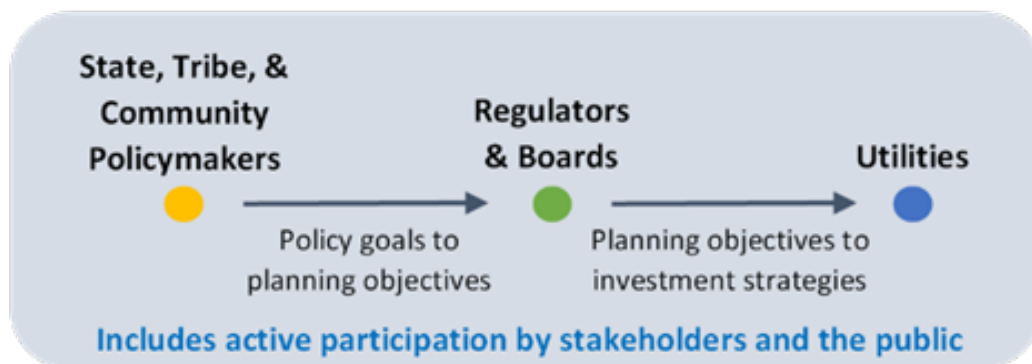 State, Tribe, &
Community
Policymakers
Regulators
& Boards
Utilities
Policy goals to
planning objectives
Planning objectives to
investment strategies
Includes active participation by stakeholders and the public